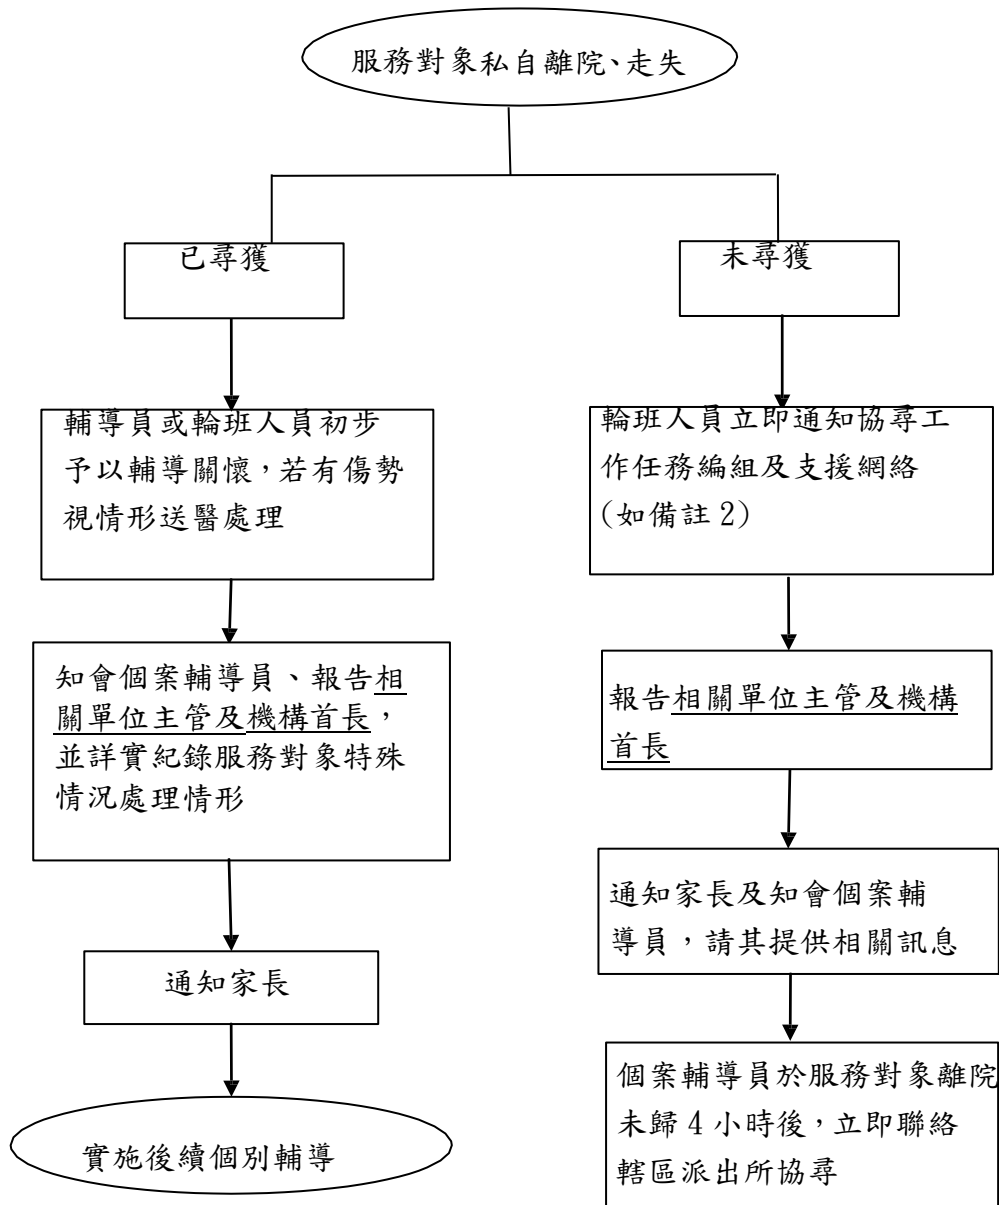 服務對象私自離院、走失
已尋獲
未尋獲
輔導員或輪班人員初步
予以輔導關懷，若有傷勢
視情形送醫處理
輪班人員立即通知協尋工
作任務編組及支援網絡
(如備註 2)
知會個案輔導員、報告相
關單位主管及機構首長，
並詳實紀錄服務對象特殊
情況處理情形
報告相關單位主管及機構
首長
通知家長及知會個案輔
導員，請其提供相關訊息
通知家長
個案輔導員於服務對象離院
未歸 4 小時後，立即聯絡
轄區派出所協尋
實施後續個別輔導